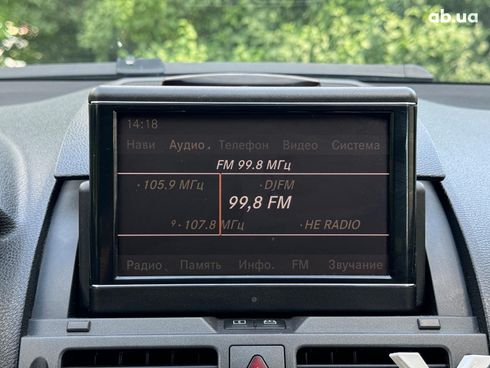 ab.ua
14:18
Нави Аудио Телефон Видео Система
FM 99.8 МГц
· 105.9 МГц · DJFM
99,8 FM
9 · 107.8 МГц · HE RADIO
Радио Память Инфо. FM Звучание